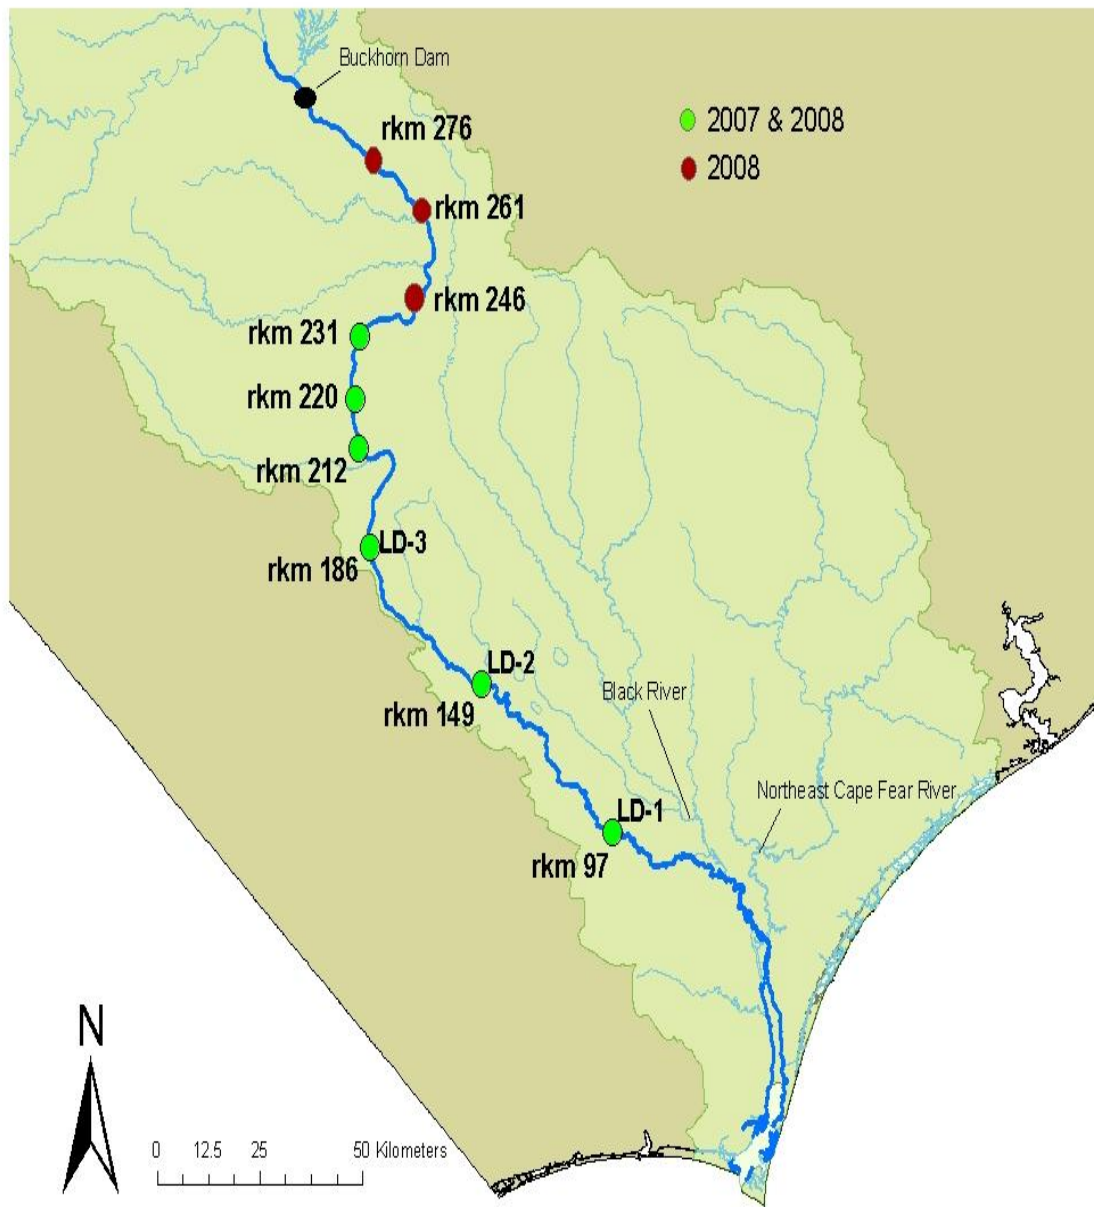 Buckhorn Dam
2007 & 2008
2008
rkm 276
rkm 261
rkm 246
rkm 231
rkm 220
rkm 212
LD-3
rkm 186
LD-2
rkm 149
Black River
Northeast Cape Fear River
LD-1
rkm 97
N
0 12.5 25 50 Kilometers